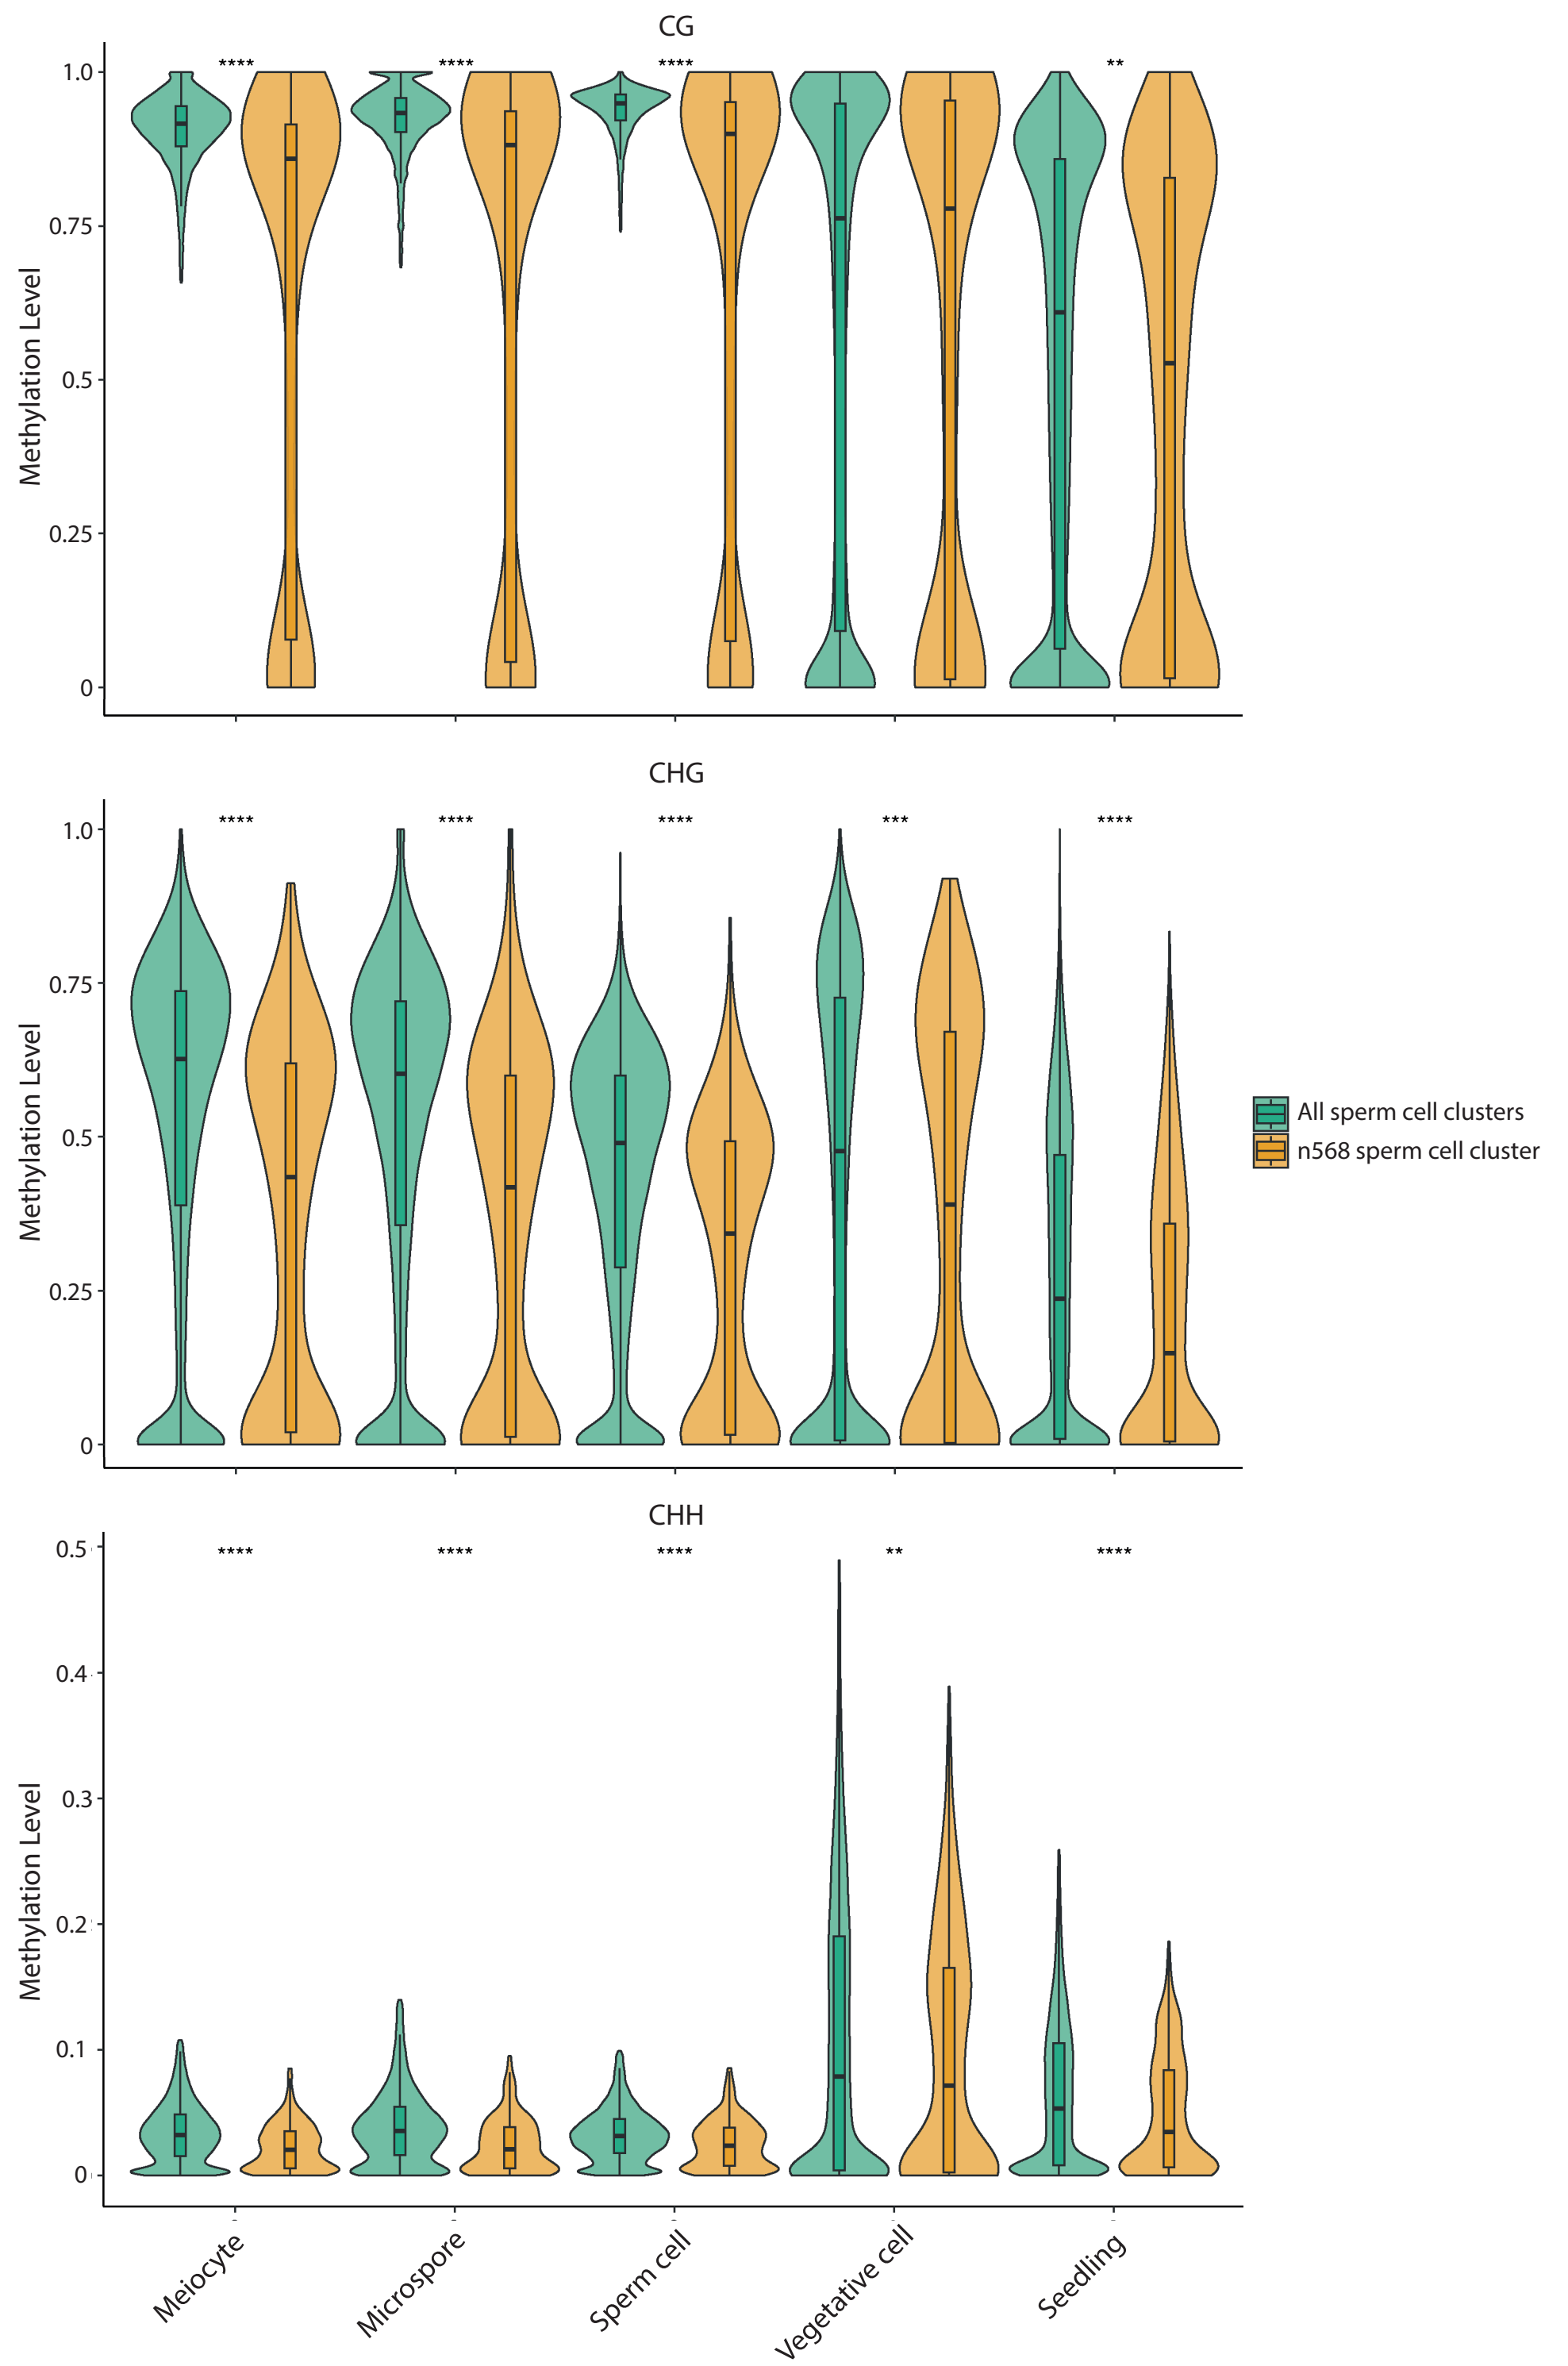 CG
**** **** **** **
1.0
0.75
0.5
0.25
0
Methylation Level
CHG
**** **** **** *** ****
1.0
0.75
0.5
0.25
0
Methylation Level
All sperm cell clusters
n568 sperm cell cluster
CHH
**** **** **** ** ****
0.5
0.4
0.3
0.2
0.1
0
Methylation Level
Meiocyte
Microspore
Sperm cell
Vegetative cell
Seedling